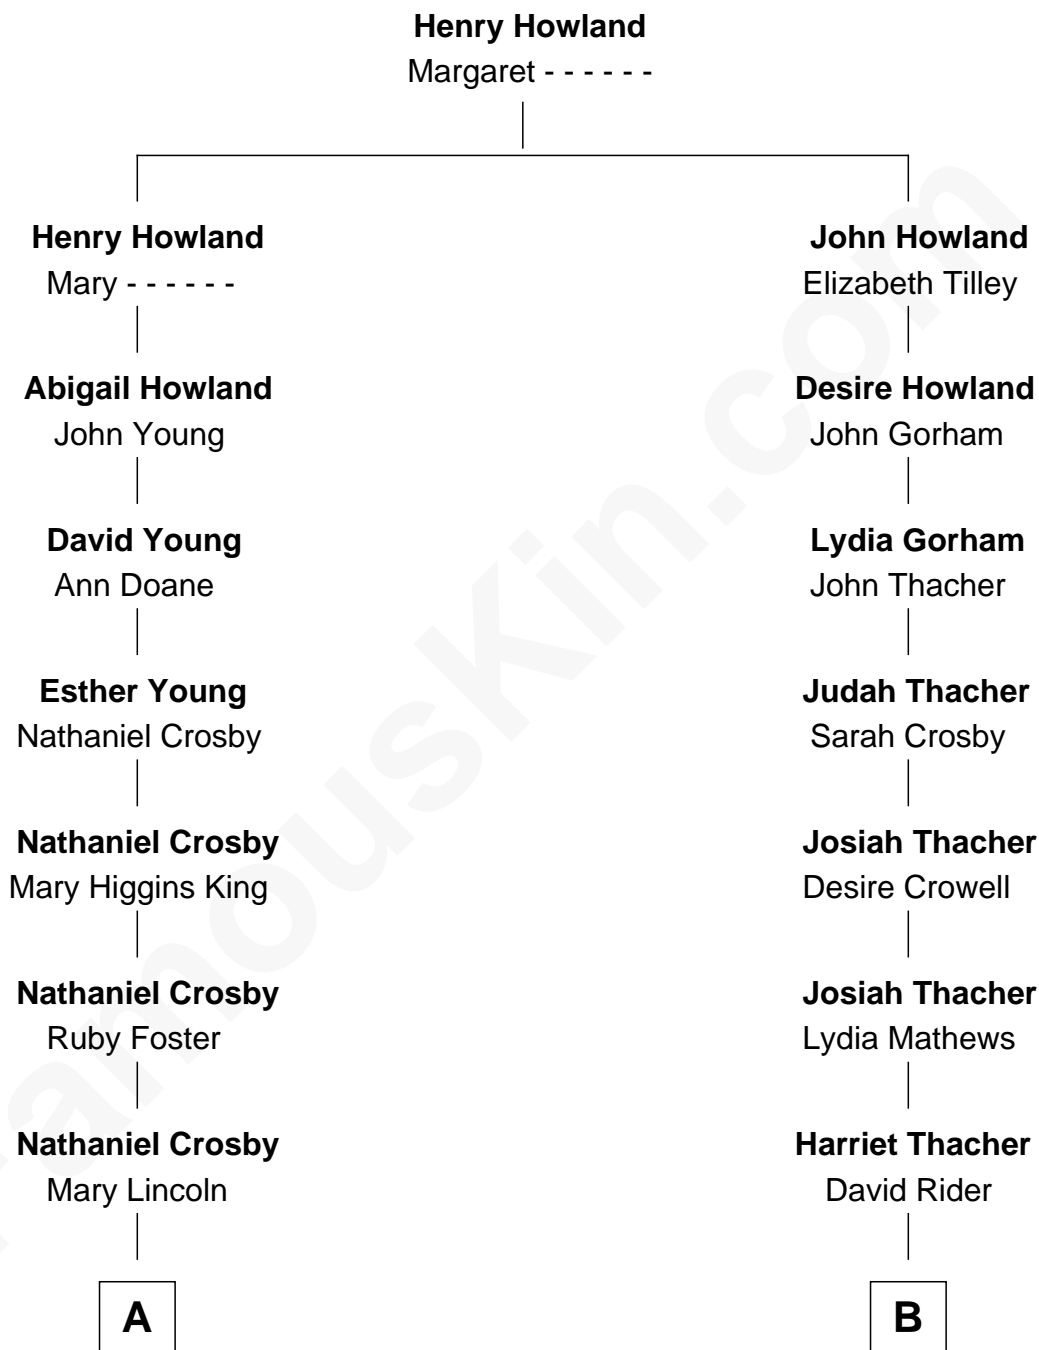 Henry Howland
Margaret - - - - - -
Henry Howland
Mary - - - - - -
John Howland
Elizabeth Tilley
Abigail Howland
John Young
Desire Howland
John Gorham
David Young
Ann Doane
Lydia Gorham
John Thacher
Esther Young
Nathaniel Crosby
Judah Thacher
Sarah Crosby
Nathaniel Crosby
Mary Higgins King
Josiah Thacher
Desire Crowell
Nathaniel Crosby
Ruby Foster
Josiah Thacher
Lydia Mathews
Nathaniel Crosby
Mary Lincoln
Harriet Thacher
David Rider
A
B
FamousKin.com